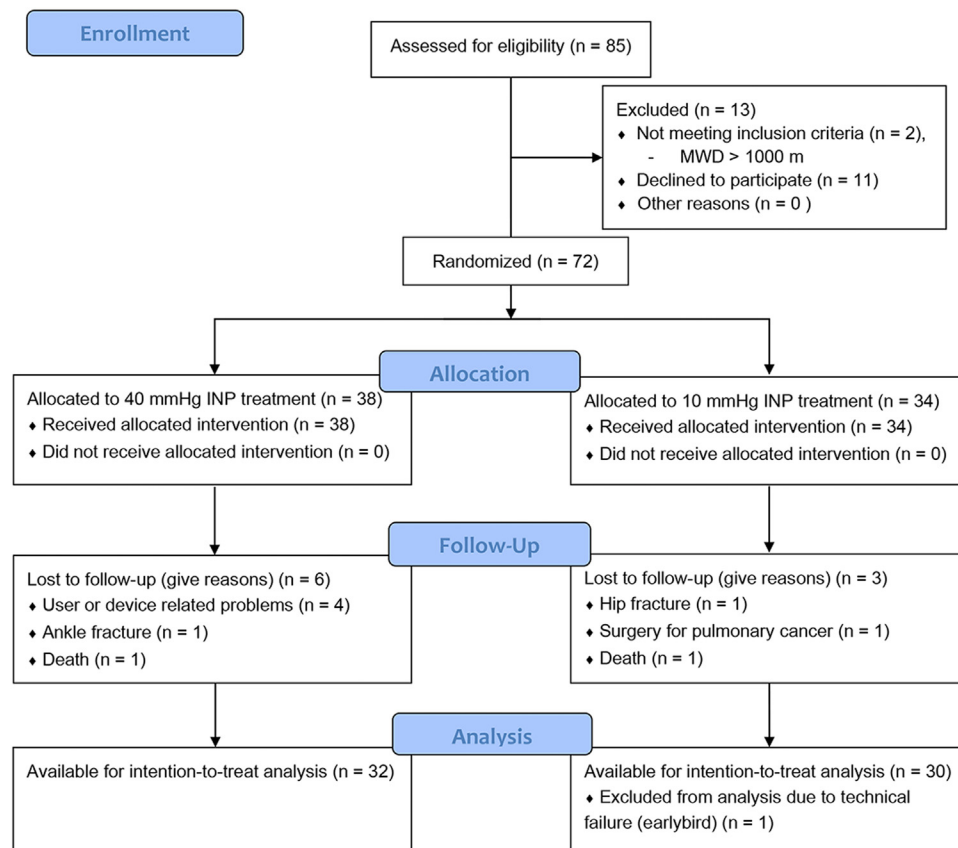 Enrollment
Assessed for eligibility (n = 85)
Excluded (n = 13)
♦ Not meeting inclusion criteria (n = 2),
- MWD > 1000 m
♦ Declined to participate (n = 11)
♦ Other reasons (n = 0 )
Randomized (n = 72)
Allocation
Allocated to 40 mmHg INP treatment (n = 38)
♦ Received allocated intervention (n = 38)
♦ Did not receive allocated intervention (n = 0)
Allocated to 10 mmHg INP treatment (n = 34)
♦ Received allocated intervention (n = 34)
♦ Did not receive allocated intervention (n = 0)
Follow-Up
Lost to follow-up (give reasons) (n = 6)
♦ User or device related problems (n = 4)
♦ Ankle fracture (n = 1)
♦ Death (n = 1)
Lost to follow-up (give reasons) (n = 3)
♦ Hip fracture (n = 1)
♦ Surgery for pulmonary cancer (n = 1)
♦ Death (n = 1)
Analysis
Available for intention-to-treat analysis (n = 32)
Available for intention-to-treat analysis (n = 30)
♦ Excluded from analysis due to technical
failure (earlybird) (n = 1)